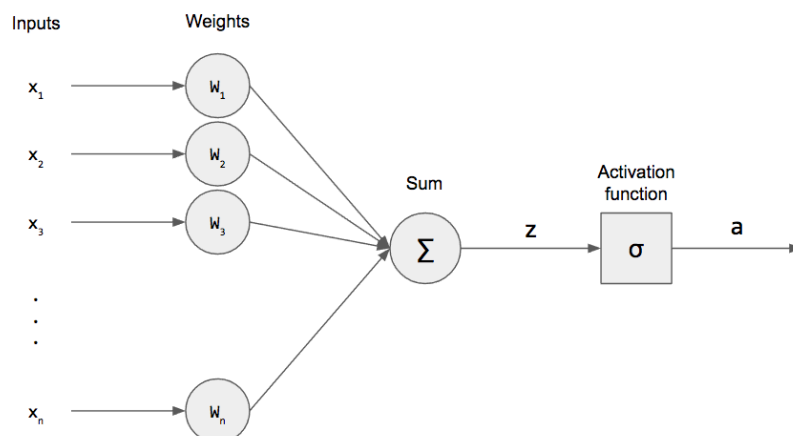 Inputs
Weights
x₁
W₁
x₂
W₂
x₃
W₃
Sum
Σ
z
Activation
function
σ
a
.
.
.
xₙ
Wₙ